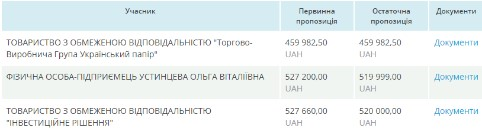 Учасник
Первинна пропозиція
Остаточна пропозиція
Документи
ТОВАРИСТВО З ОБМЕЖЕНОЮ ВІДПОВІДАЛЬНІСТЮ "Торгово-
Виробнича Група Український папір"
459 982,50
UAH
459 982,50
UAH
Документи
ФІЗИЧНА ОСОБА-ПІДПРИЄМЕЦЬ УСТИНЦЕВА ОЛЬГА ВІТАЛІЇВНА
527 200,00
UAH
519 999,00
UAH
Документи
ТОВАРИСТВО З ОБМЕЖЕНОЮ ВІДПОВІДАЛЬНІСТЮ
"ІНВЕСТИЦІЙНЕ РІШЕННЯ"
527 660,00
UAH
520 000,00
UAH
Документи